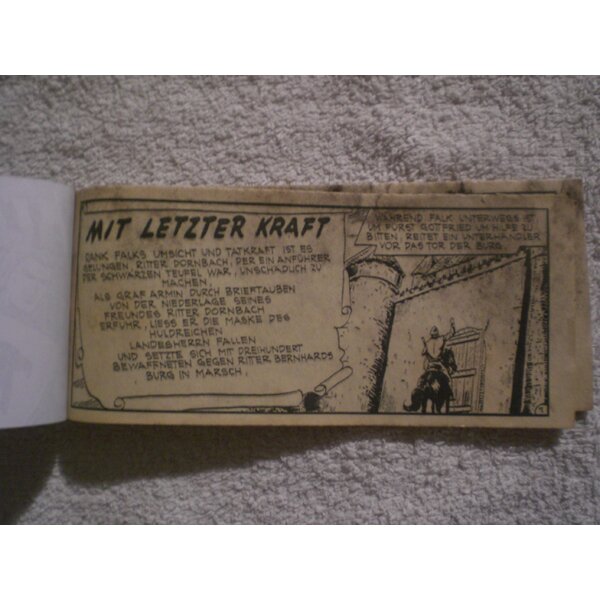 MIT LETZTER KRAFT
DANK FALKS UMSICHT UND TATKRAFT IST ES
GELUNGEN, RITTER DORNBACH, DER EIN ANFÜHRER
DER SCHWARZEN TEUFEL WAR, UNSCHÄDLICH ZU
MACHEN.
ALS GRAF ARMIN DURCH BRIEFTAUBEN
VON DER NIEDERLAGE SEINES
FREUNDES RITTER DORNBACH
ERFUHR, LIESS ER DIE MASKE DES
HULDREICHEN
LANDESHERRN FALLEN
UND SETZTE SICH MIT DREIHUNDERT
BEWAFFNETEN GEGEN RITTER BERNHARDS
BURG IN MARSCH.
WÄHREND FALK UNTERWEGS IST
UM FÜRST GOTTFRIED UM HILFE ZU
BITTEN, REITET EIN UNTERHÄNDLER
VOR DAS TOR DER BURG